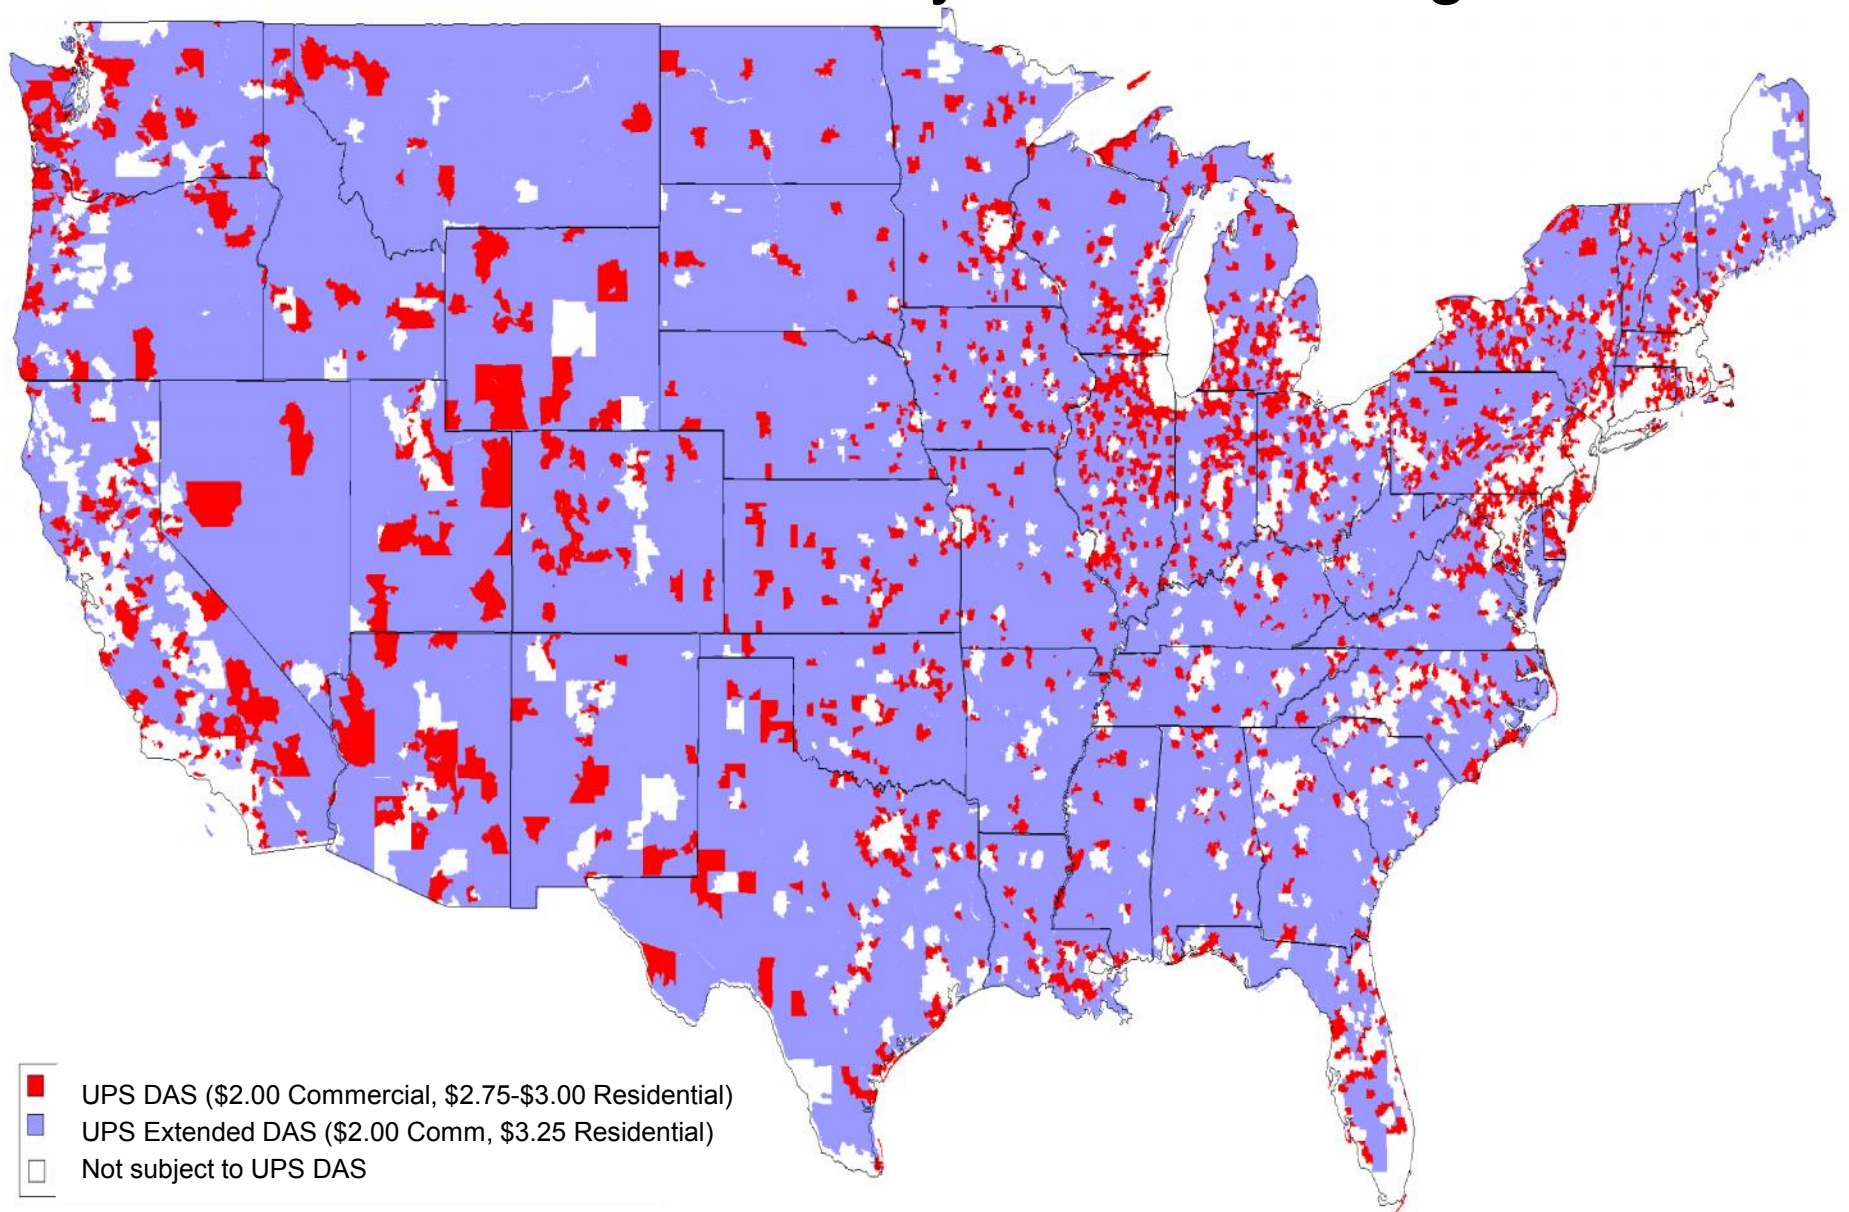 UPS DAS ($2.00 Commercial, $2.75-$3.00 Residential)
UPS Extended DAS ($2.00 Comm, $3.25 Residential)
Not subject to UPS DAS